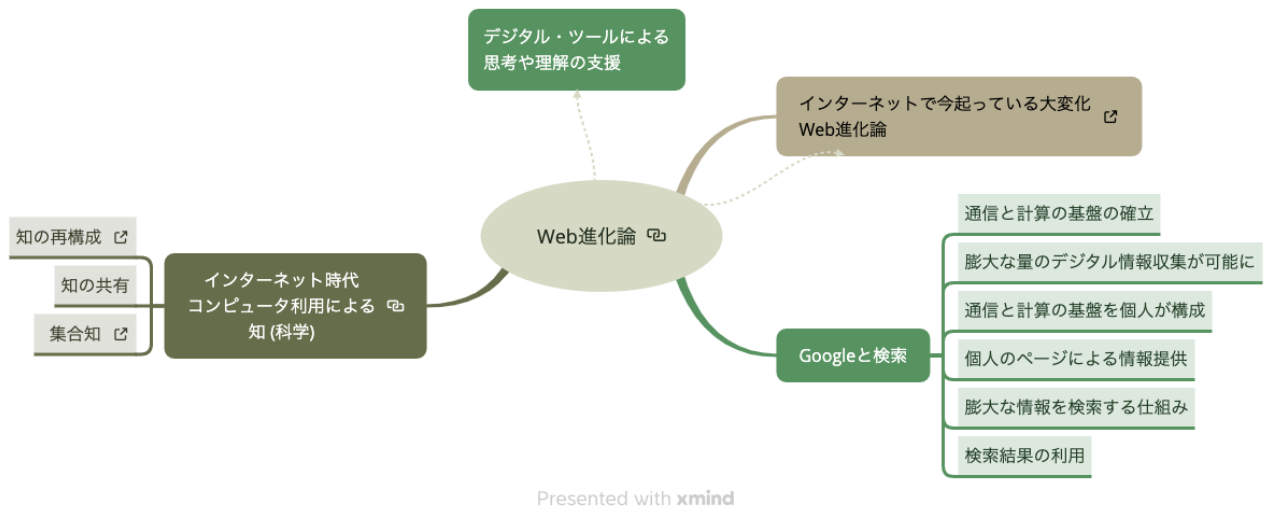 デジタル・ツールによる
思考や理解の支援
インターネットで今起っている大変化
Web進化論
Web進化論
通信と計算の基盤の確立
膨大な量のデジタル情報収集が可能に
通信と計算の基盤を個人が構成
個人のページによる情報提供
膨大な情報を検索する仕組み
検索結果の利用
Googleと検索
知の再構成
知の共有
集合知
インターネット時代
コンピュータ利用による
知 (科学)
Presented with xmind